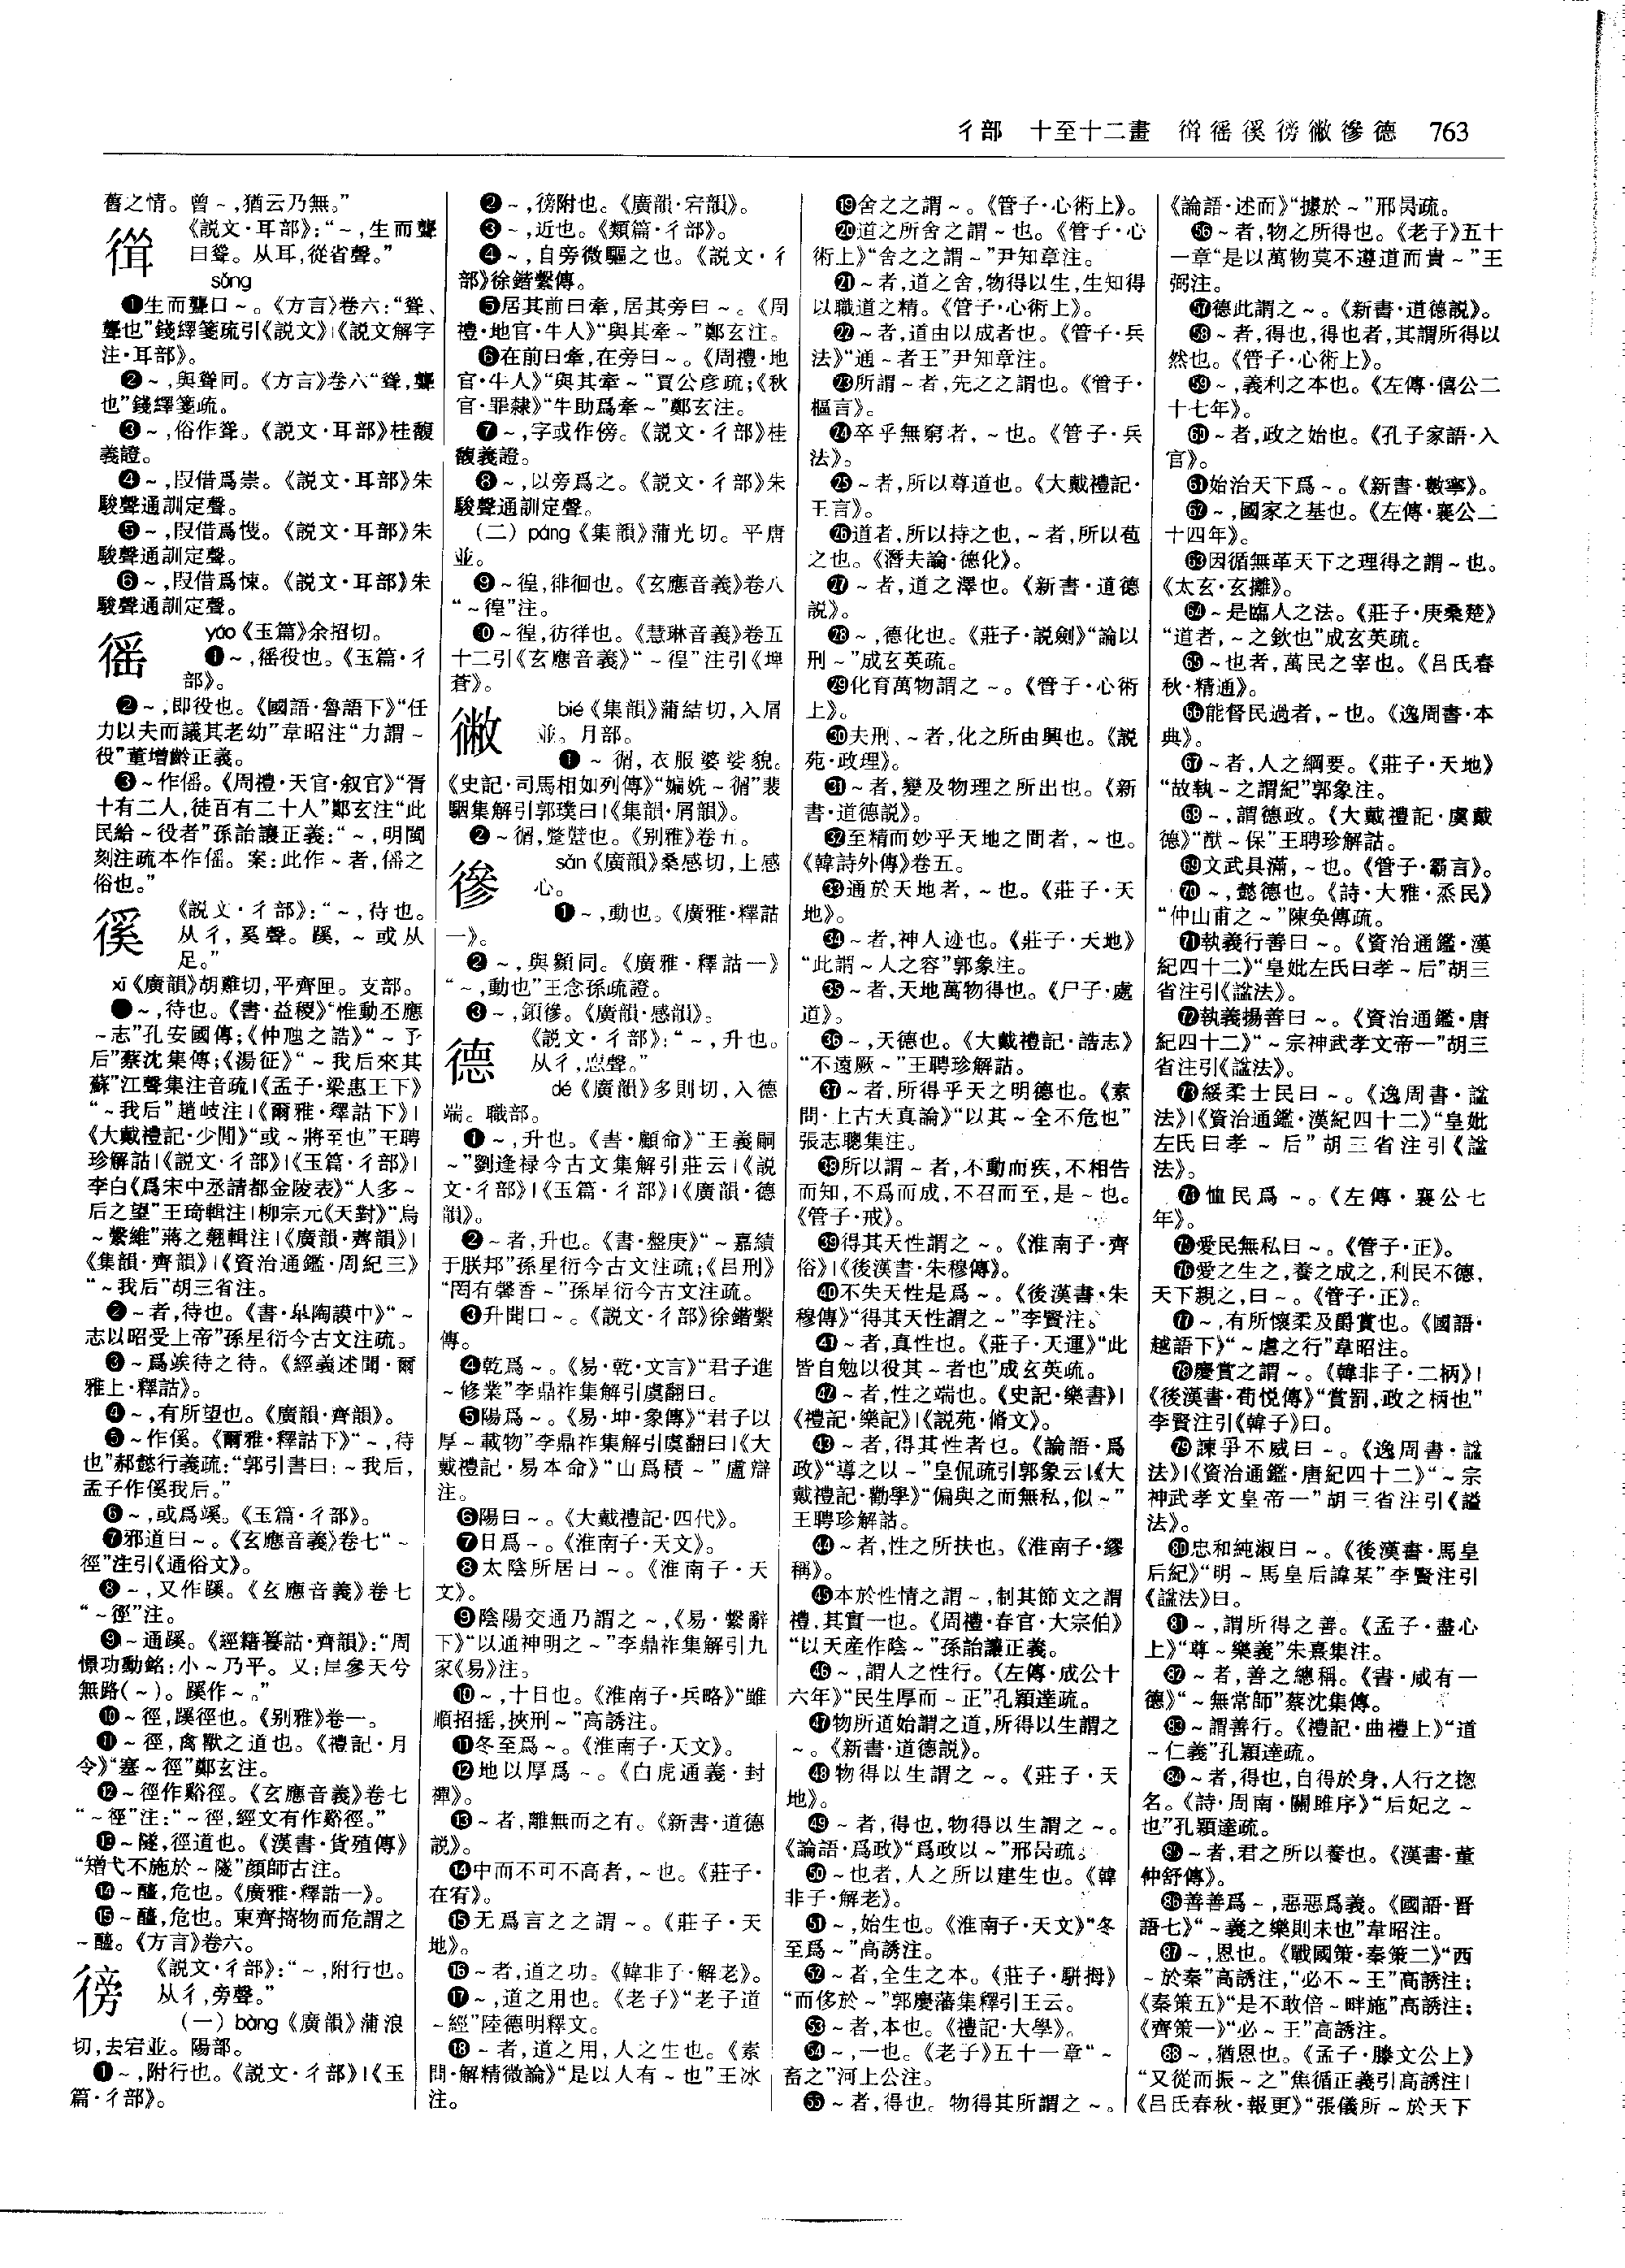 彳部　十至十二畫　䢎徭徯徬徶㣒德　763
舊之情。曾～,猶云乃無。”
《説文·耳部》:“～,生而聾
曰聳。从耳,從省聲。”
sǒng
❶生而聾口～。《方言》卷六:“聳、
聾也”錢繹箋疏引《説文》|《説文解字
注·耳部》。
❷～,與聳同。《方言》卷六“聳,聾
也”錢繹箋疏。
❸～,俗作聳。《説文·耳部》桂馥
義證。
❹～,叚借爲崇。《説文·耳部》朱
駿聲通訓定聲。
❺～,叚借爲愯。《説文·耳部》朱
駿聲通訓定聲。
❻～,叚借爲悚。《説文·耳部》朱
駿聲通訓定聲。
徭
yáo《玉篇》余招切。
❶～,徭役也。《玉篇·彳
部》。
❷～,即役也。《國語·魯語下》“任
力以夫而議其老幼”韋昭注“力謂～
役”董增齡正義。
❸～作傜。《周禮·天官·叙官》“胥
十有二人,徒百有二十人”鄭玄注“此
民給～役者”孫詒讓正義:“～,明閩
刻注疏本作傜。案:此作～者,傜之
俗也。”
徯
《説文·彳部》:“～,待也。
从彳,奚聲。蹊,～或从
足。”
xī《廣韻》胡雞切,平齊匣。支部。
～,待也。《書·益稷》“惟動丕應
～志”孔安國傳;《仲虺之誥》“～予
后”蔡沈集傳;《湯征》“～我后來其
蘇”江聲集注音疏|《孟子·梁惠王下》
“～我后”趙岐注|《爾雅·釋詁下》|
《大戴禮記·少閒》“或～將至也”王聘
珍解詁|《説文·彳部》|《玉篇·彳部》|
李白《爲宋中丞請都金陵表》“人多～
后之望”王琦輯注|柳宗元《天對》“烏
～繫維”蔣之翹輯注|《廣韻·齊韻》|
《集韻·齊韻》|《資治通鑑·周紀三》
“～我后”胡三省注。
❷～者,待也。《書·臯陶謨中》“～
志以昭受上帝”孫星衍今古文注疏。
❸～爲竢待之待。《經義述聞·爾
雅上·釋詁》。
❹～,有所望也。《廣韻·齊韻》。
❺～作傒。《爾雅·釋詁下》“～,待
也”郝懿行義疏:“郭引書曰:～我后,
孟子作傒我后。”
❻～,或爲蹊。《玉篇·彳部》。
❼邪道曰～。《玄應音義》卷七“～
徑”注引《通俗文》。
❽～,又作蹊。《玄應音義》卷七
“～徑”注。
❾～通蹊。《經籍籑詁·齊韻》:“周
憬功勳銘:小～乃平。又:岸參天兮
無路(～)。蹊作～。”
❿～徑,蹊徑也。《别雅》卷一。
⓫～徑,禽獸之道也。《禮記·月
令》“塞～徑”鄭玄注。
⓬～徑作谿徑。《玄應音義》卷七
“～徑”注:“～徑,經文有作谿徑。”
⓭～隧,徑道也。《漢書·貨殖傳》
“矰弋不施於～隧”顔師古注。
⓮～醯,危也。《廣雅·釋詁一》。
⓯～醯,危也。東齊搚物而危謂之
～醯。《方言》卷六。
徬
《説文·彳部》:“～,附行也。
从彳,旁聲。”
(一) bàng《廣韻》蒲浪
切,去宕並。陽部。
❶～,附行也。《説文·彳部》|《玉
篇·彳部》。
❷～,徬附也。《廣韻·宕韻》。
❸～,近也。《類篇·彳部》。
❹～,自旁微驅之也。《説文·彳
部》徐鍇繫傳。
❺居其前曰牽,居其旁曰～。《周
禮·地官·牛人》“與其牽～”鄭玄注。
❻在前曰牽,在旁曰～。《周禮·地
官·牛人》“與其牽～”賈公彦疏;《秋
官·罪隸》“牛助爲牽～”鄭玄注。
❼～,字或作傍。《説文·彳部》桂
馥義證。
❽～,以旁爲之。《説文·彳部》朱
駿聲通訓定聲。
(二) páng《集韻》蒲光切。平唐
並。
❾～徨,徘徊也。《玄應音義》卷八
“～徨”注。
❿～徨,彷徉也。《慧琳音義》卷五
十二引《玄應音義》“～徨”注引《埤
蒼》。
徶
bié《集韻》蒲結切,入屑
並。月部。
❶～㣯,衣服婆娑貌。
《史記·司馬相如列傳》“媥姺～㣯”裴
駰集解引郭璞曰|《集韻·屑韻》。
❷～㣯,蹩躠也。《别雅》卷五。
㣒
sǎn《廣韻》桑感切,上感
心。
❶～,動也。《廣雅·釋詁
一》。
❷～,與顉同。《廣雅·釋詁一》
“～,動也”王念孫疏證。
❸～,顉㣒。《廣韻·感韻》。
德
《説文·彳部》:“～,升也。
从彳,悳聲。”
dé《廣韻》多則切,入德
端。職部。
❶～,升也。《書·顧命》“王義嗣
～”劉逢禄今古文集解引莊云|《説
文·彳部》|《玉篇·彳部》|《廣韻·德
韻》。
❷～者,升也。《書·盤庚》“～嘉績
于朕邦”孫星衍今古文注疏;《吕刑》
“罔有馨香～”孫星衍今古文注疏。
❸升聞口～。《説文·彳部》徐鍇繫
傳。
❹乾爲～。《易·乾·文言》“君子進
～修業”李鼎祚集解引虞翻曰。
❺陽爲～。《易·坤·象傳》“君子以
厚～載物”李鼎祚集解引虞翻曰|《大
戴禮記·易本命》“山爲積～”盧辯
注。
❻陽曰～。《大戴禮記·四代》。
❼日爲～。《淮南子·天文》。
❽太陰所居曰～。《淮南子·天
文》。
❾陰陽交通乃謂之～,《易·繫辭
下》“以通神明之～”李鼎祚集解引九
家《易》注。
❿～,十日也。《淮南子·兵略》“雖
順招摇,挾刑～”高誘注。
⓫冬至爲～。《淮南子·天文》。
⓬地以厚爲～。《白虎通義·封
禪》。
⓭～者,離無而之有。《新書·道德
説》。
⓮中而不可不高者,～也。《莊子·
在宥》。
⓯无爲言之之謂～。《莊子·天
地》。
⓰～者,道之功。《韓非子·解老》。
⓱～,道之用也。《老子》“老子道
～經”陸德明釋文。
⓲～者,道之用,人之生也。《素
問·解精微論》“是以人有～也”王冰
注。
⓳舍之之謂～。《管子·心術上》。
⓴道之所舍之謂～也。《管子·心
術上》“舍之之謂～”尹知章注。
㉑～者,道之舍,物得以生,生知得
以職道之精。《管子·心術上》。
㉒～者,道由以成者也。《管子·兵
法》“通～者王”尹知章注。
㉓所謂～者,先之之謂也。《管子·
樞言》。
㉔卒乎無窮者,～也。《管子·兵
法》。
㉕～者,所以尊道也。《大戴禮記·
王言》。
㉖道者,所以持之也,～者,所以苞
之也。《潛夫論·德化》。
㉗～者,道之澤也。《新書·道德
説》。
㉘～,德化也。《莊子·説劍》“論以
刑～”成玄英疏。
㉙化育萬物謂之～。《管子·心術
上》。
㉚夫刑、～者,化之所由興也。《説
苑·政理》。
㉛～者,變及物理之所出也。《新
書·道德説》。
㉜至精而妙乎天地之間者,～也。
《韓詩外傳》卷五。
㉝通於天地者,～也。《莊子·天
地》。
㉞～者,神人迹也。《莊子·天地》
“此謂～人之容”郭象注。
㉟～者,天地萬物得也。《尸子·處
道》。
㊱～,天德也。《大戴禮記·誥志》
“不遠厥～”王聘珍解詁。
㊲～者,所得乎天之明德也。《素
問·上古天真論》“以其～全不危也”
張志聰集注。
㊳所以謂～者,不動而疾,不相告
而知,不爲而成,不召而至,是～也。
《管子·戒》。
㊴得其天性謂之～。《淮南子·齊
俗》|《後漢書·朱穆傳》。
㊵不失天性是爲～。《後漢書·朱
穆傳》“得其天性謂之～”李賢注。
㊶～者,真性也。《莊子·天運》“此
皆自勉以役其～者也”成玄英疏。
㊷～者,性之端也。《史記·樂書》|
《禮記·樂記》|《説苑·脩文》。
㊸～者,得其性者也。《論語·爲
政》“導之以～”皇侃疏引郭象云|《大
戴禮記·勸學》“偏與之而無私,似～”
王聘珍解詁。
㊹～者,性之所扶也。《淮南子·繆
稱》。
㊺本於性情之謂～,制其節文之謂
禮,其實一也。《周禮·春官·大宗伯》
“以天産作陰～”孫詒讓正義。
㊻～,謂人之性行。《左傳·成公十
六年》“民生厚而～正”孔穎達疏。
㊼物所道始謂之道,所得以生謂之
～。《新書·道德説》。
㊽物得以生謂之～。《莊子·天
地》。
㊾～者,得也,物得以生謂之～。
《論語·爲政》“爲政以～”邢昺疏。
㊿～也者,人之所以建生也。《韓
非子·解老》。
51～,始生也。《淮南子·天文》“冬
至爲～”高誘注。
52～者,全生之本。《莊子·駢拇》
“而侈於～”郭慶藩集釋引王云。
53～者,本也。《禮記·大學》。
54～,一也。《老子》五十一章“～
畜之”河上公注。
55～者,得也。物得其所謂之～。
《論語·述而》“據於～”邢昺疏。
56～者,物之所得也。《老子》五十
一章“是以萬物莫不遵道而貴～”王
弼注。
57德此謂之～。《新書·道德説》。
58～者,得也,得也者,其謂所得以
然也。《管子·心術上》。
59～,義利之本也。《左傳·僖公二
十七年》。
60～者,政之始也。《孔子家語·入
官》。
61始治天下爲～。《新書·數寧》。
62～,國家之基也。《左傳·襄公二
十四年》。
63因循無革天下之理得之謂～也。
《太玄·玄攡》。
64～是臨人之法。《莊子·庚桑楚》
“道者,～之欽也”成玄英疏。
65～也者,萬民之宰也。《吕氏春
秋·精通》。
66能督民過者,～也。《逸周書·本
典》。
67～者,人之綱要。《莊子·天地》
“故執～之謂紀”郭象注。
68～,謂德政。《大戴禮記·虞戴
德》“猷～保”王聘珍解詁。
69文武具滿,～也。《管子·霸言》。
70～,懿德也。《詩·大雅·烝民》
“仲山甫之～”陳奂傳疏。
71執義行善曰～。《資治通鑑·漢
紀四十二》“皇妣左氏曰孝～后”胡三
省注引《謚法》。
72執義揚善曰～。《資治通鑑·唐
紀四十二》“～宗神武孝文帝一”胡三
省注引《謚法》。
73綏柔士民曰～。《逸周書·謚
法》|《資治通鑑·漢紀四十二》“皇妣
左氏曰孝～后”胡三省注引《謚
法》。
74恤民爲～。《左傳·襄公七
年》。
75愛民無私曰～。《管子·正》。
76愛之生之,養之成之,利民不德,
天下親之,曰～。《管子·正》。
77～,有所懷柔及爵賞也。《國語·
越語下》“～虐之行”韋昭注。
78慶賞之謂～。《韓非子·二柄》|
《後漢書·荀悦傳》“賞罰,政之柄也”
李賢注引《韓子》曰。
79諫爭不威曰～。《逸周書·謚
法》|《資治通鑑·唐紀四十二》“～宗
神武孝文皇帝一”胡三省注引《謚
法》。
80忠和純淑曰～。《後漢書·馬皇
后紀》“明～馬皇后諱某”李賢注引
《謚法》曰。
81～,謂所得之善。《孟子·盡心
上》“尊～樂義”朱熹集注。
82～者,善之總稱。《書·咸有一
德》“～無常師”蔡沈集傳。
83～謂善行。《禮記·曲禮上》“道
～仁義”孔穎達疏。
84～者,得也,自得於身,人行之揔
名。《詩·周南·關雎序》“后妃之～
也”孔穎達疏。
85～者,君之所以養也。《漢書·董
仲舒傳》。
86善善爲～,惡惡爲義。《國語·晋
語七》“～義之樂則未也”韋昭注。
87～,恩也。《戰國策·秦策二》“西
～於秦”高誘注,“必不～王”高誘注;
《秦策五》“是不敢倍～畔施”高誘注;
《齊策一》“必～王”高誘注。
88～,猶恩也。《孟子·滕文公上》
“又從而振～之”焦循正義引高誘注|
《吕氏春秋·報更》“張儀所～於天下